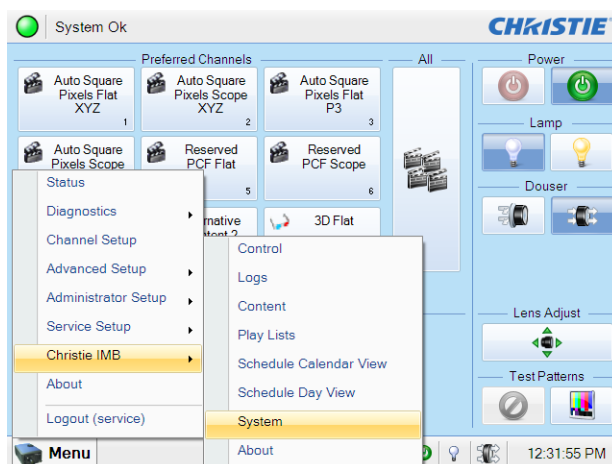 System Ok
CHRISTIE
Preferred Channels
All
Power
Auto Square
Pixels Flat
XYZ
1
Auto Square
Pixels Scope
XYZ
2
Auto Square
Pixels Flat
P3
3
Lamp
Auto Square
Pixels Scope
Reserved
PCF Flat
5
Reserved
PCF Scope
6
Douser
3D Flat
Status
Diagnostics
Channel Setup
Advanced Setup
Administrator Setup
Service Setup
Christie IMB
About
Logout (service)
Control
Logs
Content
Play Lists
Schedule Calendar View
Schedule Day View
System
About
Lens Adjust
Test Patterns
Menu
12:31:55 PM